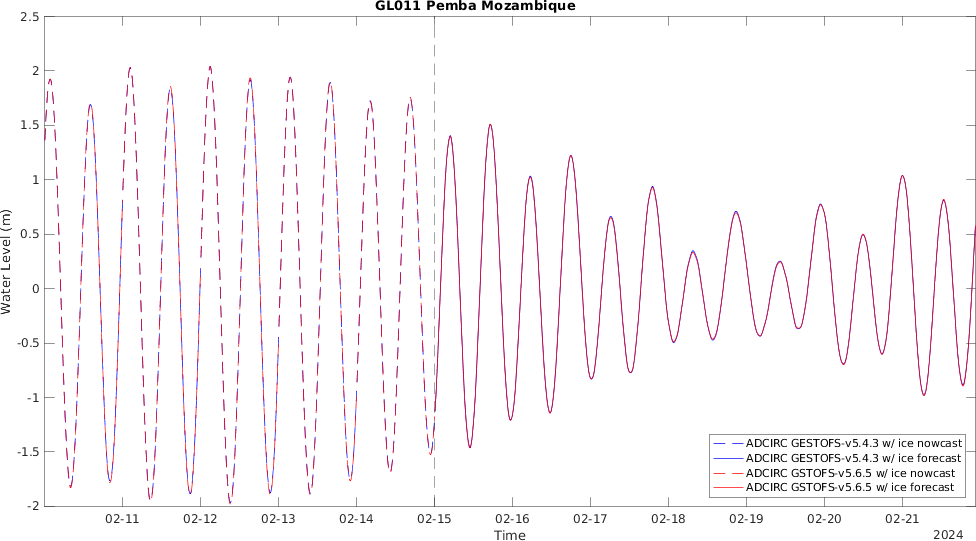 GL011 Pemba Mozambique
2.5
2
1.5
1
0.5
0
-0.5
-1
-1.5
-2
Water Level (m)
ADCIRC GESTOFS-v5.4.3 w/ ice nowcast
ADCIRC GESTOFS-v5.4.3 w/ ice forecast
ADCIRC GSTOFS-v5.6.5 w/ ice nowcast
ADCIRC GSTOFS-v5.6.5 w/ ice forecast
02-11 02-12 02-13 02-14 02-15 02-16 02-17 02-18 02-19 02-20 02-21
Time
2024